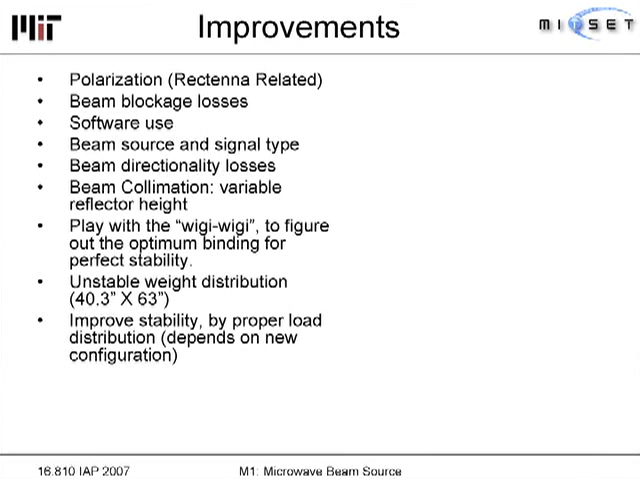 MIT
Improvements
MITSET
• Polarization (Rectenna Related)
• Beam blockage losses
• Software use
• Beam source and signal type
• Beam directionality losses
• Beam Collimation: variable
reflector height
• Play with the “wigi-wigi”, to figure
out the optimum binding for
perfect stability.
• Unstable weight distribution
(40.3” X 63”)
• Improve stability, by proper load
distribution (depends on new
configuration)
16.810 IAP 2007
M1: Microwave Beam Source